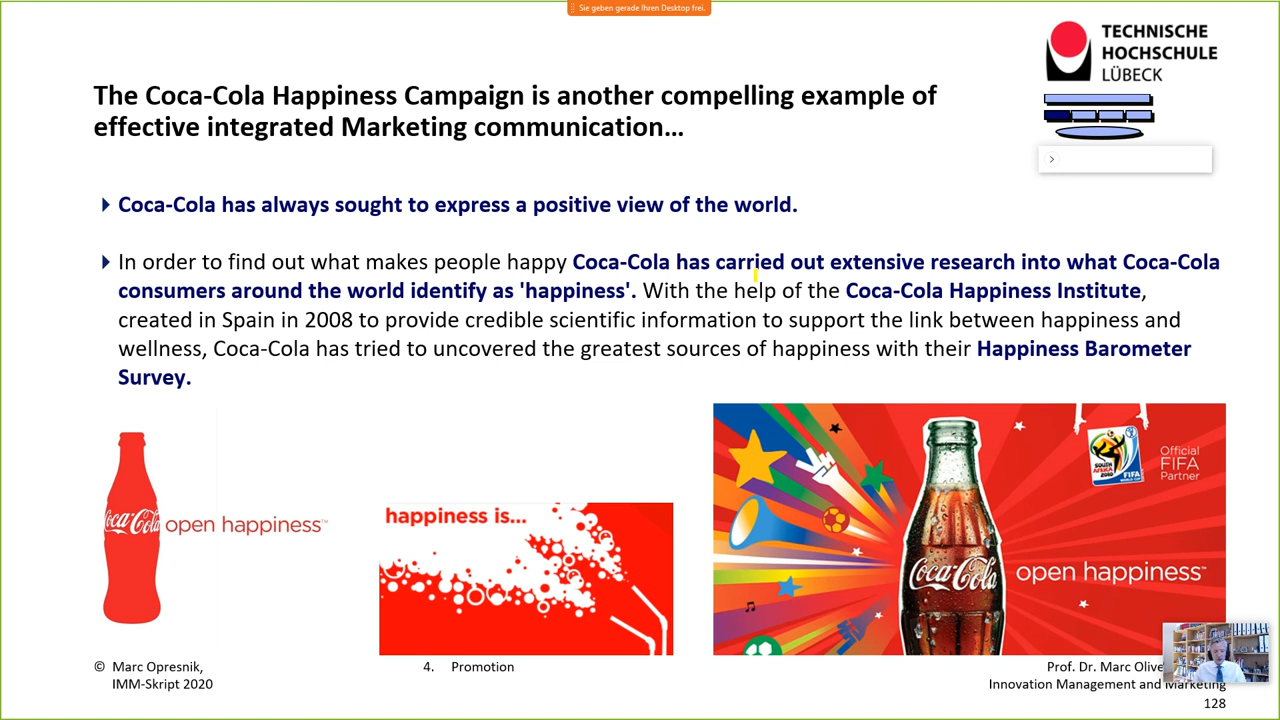 Sie geben gerade Ihren Desktop frei.
TECHNISCHE
HOCHSCHULE
LÜBECK
The Coca-Cola Happiness Campaign is another compelling example of
effective integrated Marketing communication…
Coca-Cola has always sought to express a positive view of the world.
In order to find out what makes people happy Coca-Cola has carried out extensive research into what Coca-Cola
consumers around the world identify as 'happiness'. With the help of the Coca-Cola Happiness Institute,
created in Spain in 2008 to provide credible scientific information to support the link between happiness and
wellness, Coca-Cola has tried to uncovered the greatest sources of happiness with their Happiness Barometer
Survey.
Coca-Cola open happiness™
happiness is...
SOUTH AFRICA 2010
FIFA
Official
FIFA
Partner
Coca-Cola open happiness™
© Marc Opresnik,
IMM-Skript 2020
4. Promotion
Prof. Dr. Marc
Innovation Management and Marketing
128